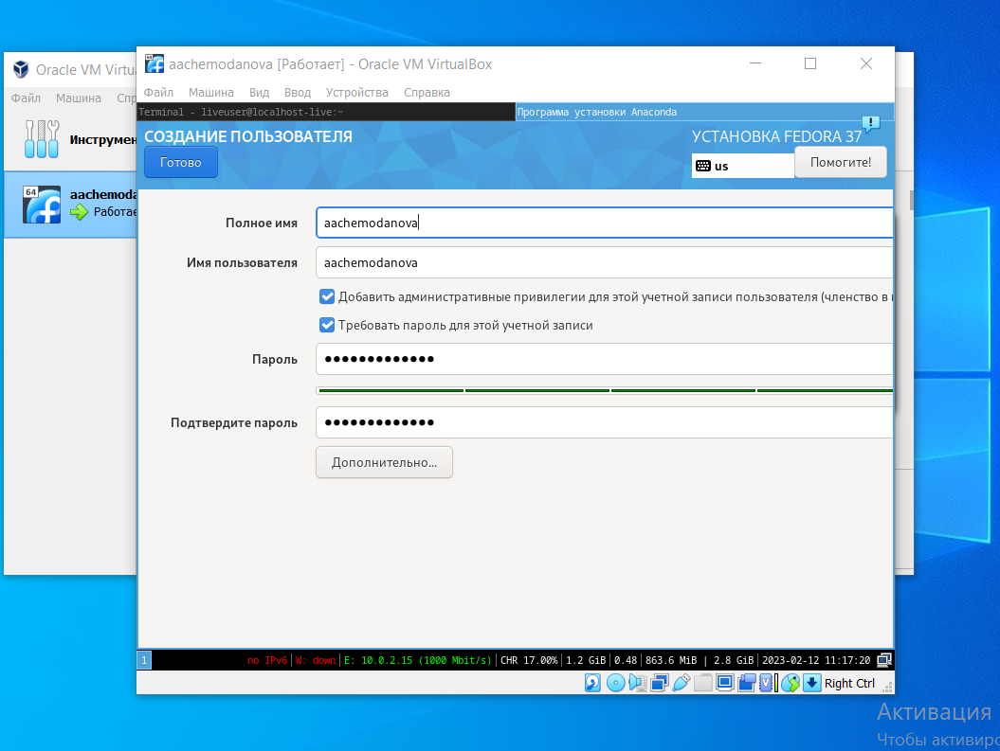 Oracle VM Virtu
Файл Машина Спр
Инструмен
64
aachemoda
Работае
64
aachemodanova [Работает] - Oracle VM VirtualBox
Файл Машина Вид Ввод Устройства Справка
Terminal - liveuser@localhost-live:~
Программа установки Anaconda
СОЗДАНИЕ ПОЛЬЗОВАТЕЛЯ
УСТАНОВКА FEDORA 37
Готово
us
Помогите!
Полное имя aachemodanova
Имя пользователя aachemodanova
Добавить административные привилегии для этой учетной записи пользователя (членство в
Требовать пароль для этой учетной записи
Пароль •••••••••••••
Подтвердите пароль •••••••••••••
Дополнительно...
1 no IPv6|W: down|E: 10.0.2.15 (1000 Mbit/s)|CHR 17.00%|1.2 GiB|0.48|863.6 MiB | 2.8 GiB|2023-02-12 11:17:20
Right Ctrl
Активация
Чтобы активиро